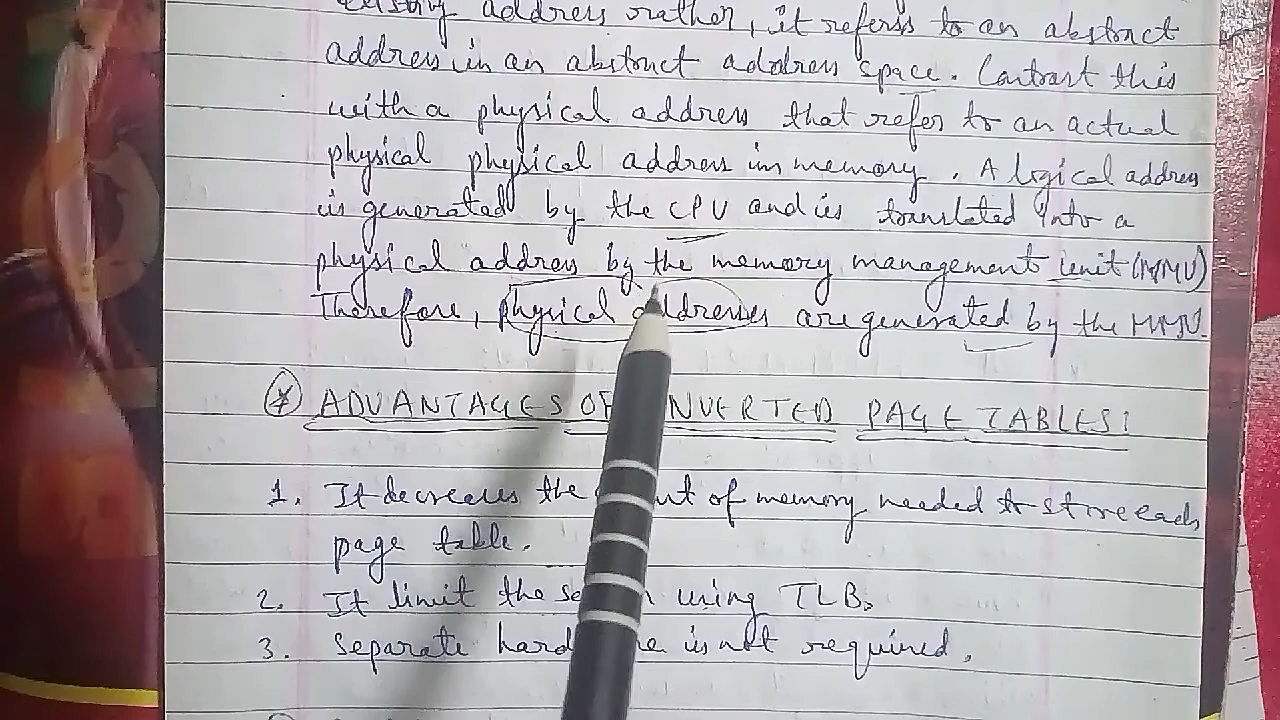 existing address rather, it referss to an abstract
address in an abstract address space. Contrast this
with a physical address that refer to an actual
physical physical address in memory. A logical address
is generated by the CPU and is translated into a
physical address by the memory management unit (MMU)
Therefore, physical addresses are generated by the MMU.
ADVANTAGES OF INVERTED PAGE TABLES:
1. It decreases the of memory needed to store each
page table.
2. It limit the using TLB.
3. Separate is not required.